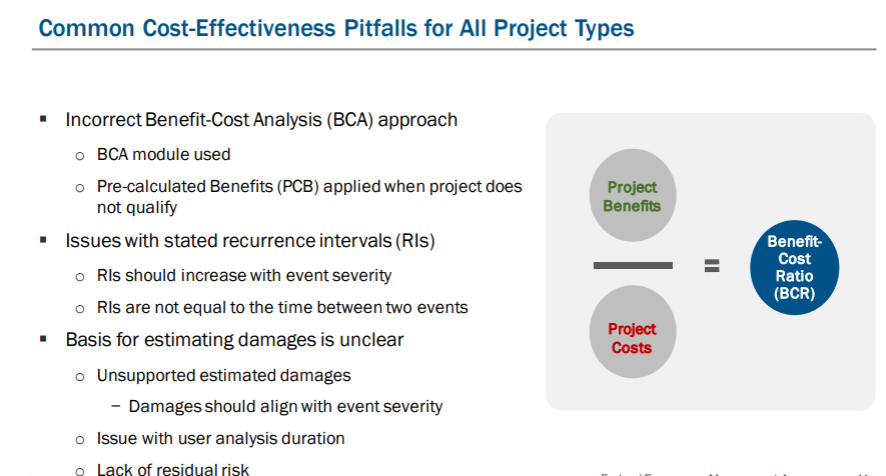 Common Cost-Effectiveness Pitfalls for All Project Types
▪ Incorrect Benefit-Cost Analysis (BCA) approach
o BCA module used
o Pre-calculated Benefits (PCB) applied when project does
not qualify
▪ Issues with stated recurrence intervals (RIs)
o RIs should increase with event severity
o RIs are not equal to the time between two events
▪ Basis for estimating damages is unclear
o Unsupported estimated damages
– Damages should align with event severity
o Issue with user analysis duration
o Lack of residual risk
Project
Benefits
Project
Costs
=
Benefit-
Cost
Ratio
(BCR)